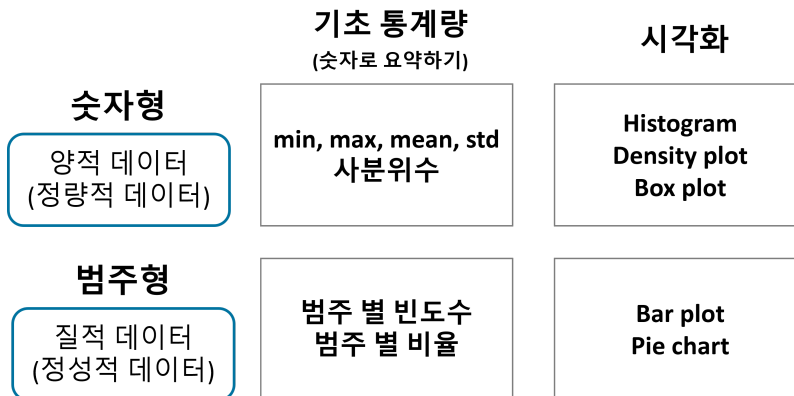 기초 통계량
(숫자로 요약하기)
시각화
숫자형
양적 데이터
(정량적 데이터)
min, max, mean, std
사분위수
Histogram
Density plot
Box plot
범주형
질적 데이터
(정성적 데이터)
범주 별 빈도수
범주 별 비율
Bar plot
Pie chart